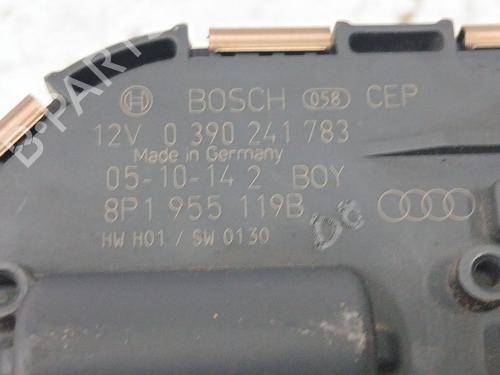 BOSCH 058 CEP
12V 0 390 241 783
Made in Germany
05-10-14 2 BOY
8P1 955 119B
HW H01 / SW 0130
B-PARTS